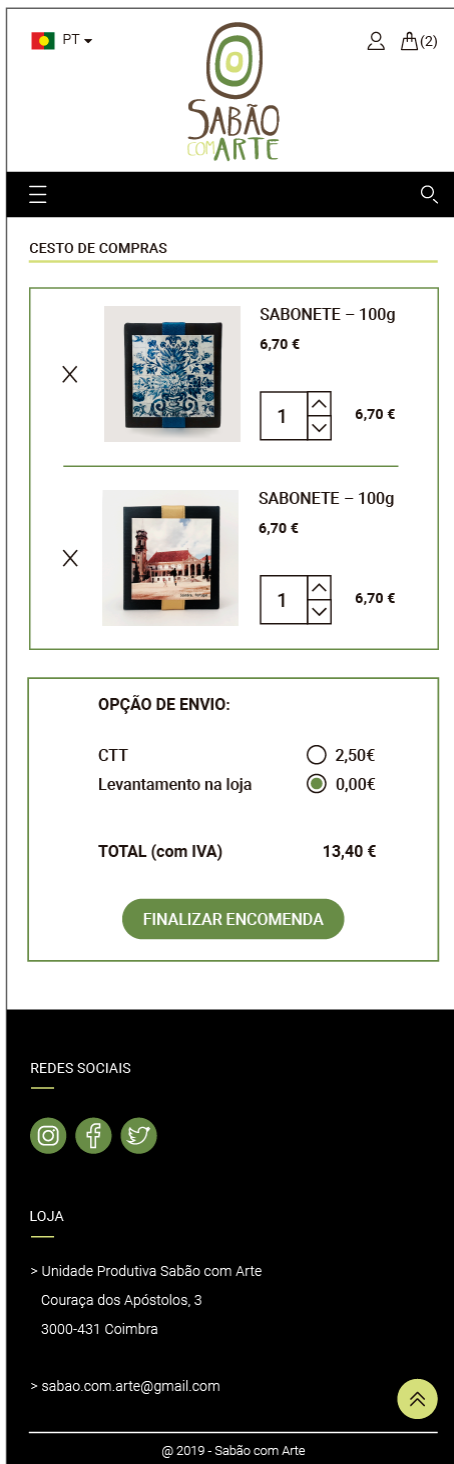 PT
(2)
SABÃO
COM ARTE
CESTO DE COMPRAS
SABONETE – 100g
6,70 €
X
1
6,70 €
SABONETE – 100g
6,70 €
X
1
6,70 €
OPÇÃO DE ENVIO:
CTT 2,50€
Levantamento na loja 0,00€
TOTAL (com IVA) 13,40 €
FINALIZAR ENCOMENDA
REDES SOCIAIS
LOJA
> Unidade Produtiva Sabão com Arte
Couraça dos Apóstolos, 3
3000-431 Coimbra
> sabao.com.arte@gmail.com
@ 2019 - Sabão com Arte